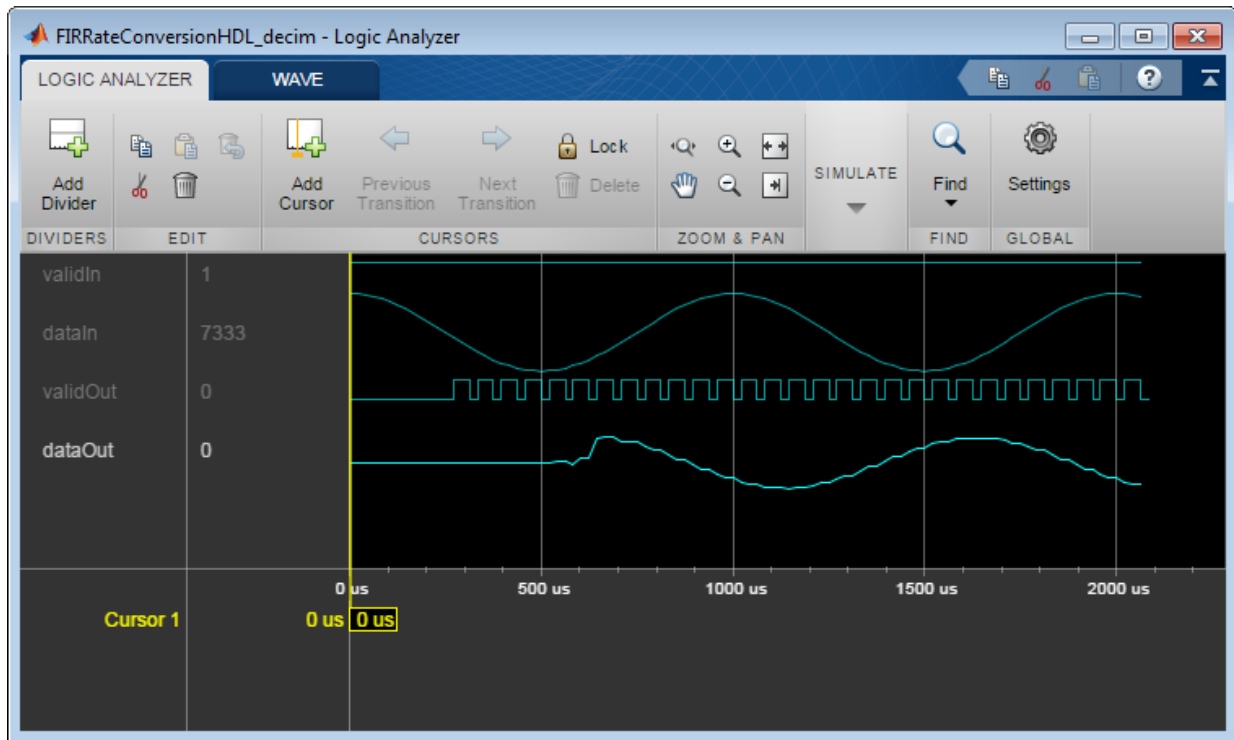 FIRRateConversionHDL_decim - Logic Analyzer
LOGIC ANALYZER WAVE
?
Lock
Add Divider
Add Cursor
Previous Transition
Next Transition
Delete
SIMULATE
Find
Settings
DIVIDERS EDIT CURSORS ZOOM & PAN FIND GLOBAL
validIn 1
dataIn 7333
validOut 0
dataOut 0
0 us 500 us 1000 us 1500 us 2000 us
Cursor 1 0 us 0 us